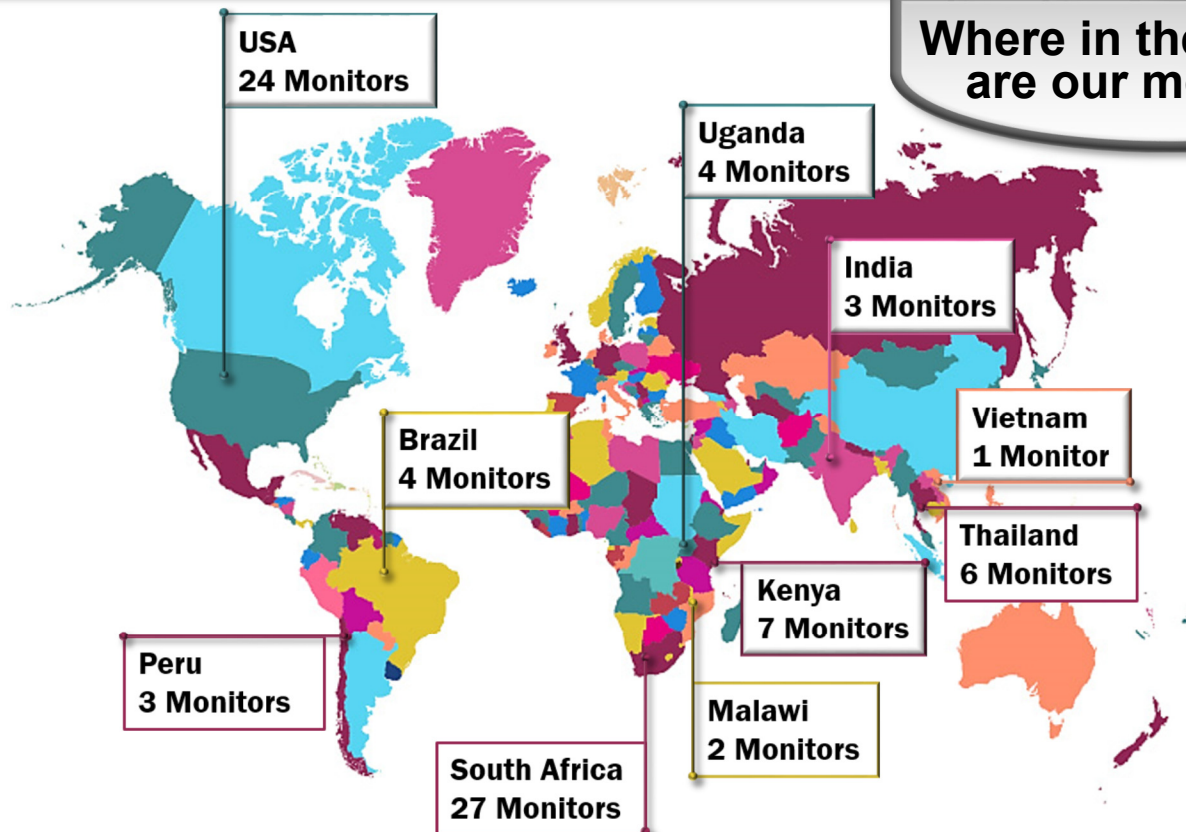 USA
24 Monitors
Where in the
are our
Uganda
4 Monitors
India
3 Monitors
Vietnam
1 Monitor
Brazil
4 Monitors
Thailand
6 Monitors
Kenya
7 Monitors
Peru
3 Monitors
Malawi
2 Monitors
South Africa
27 Monitors